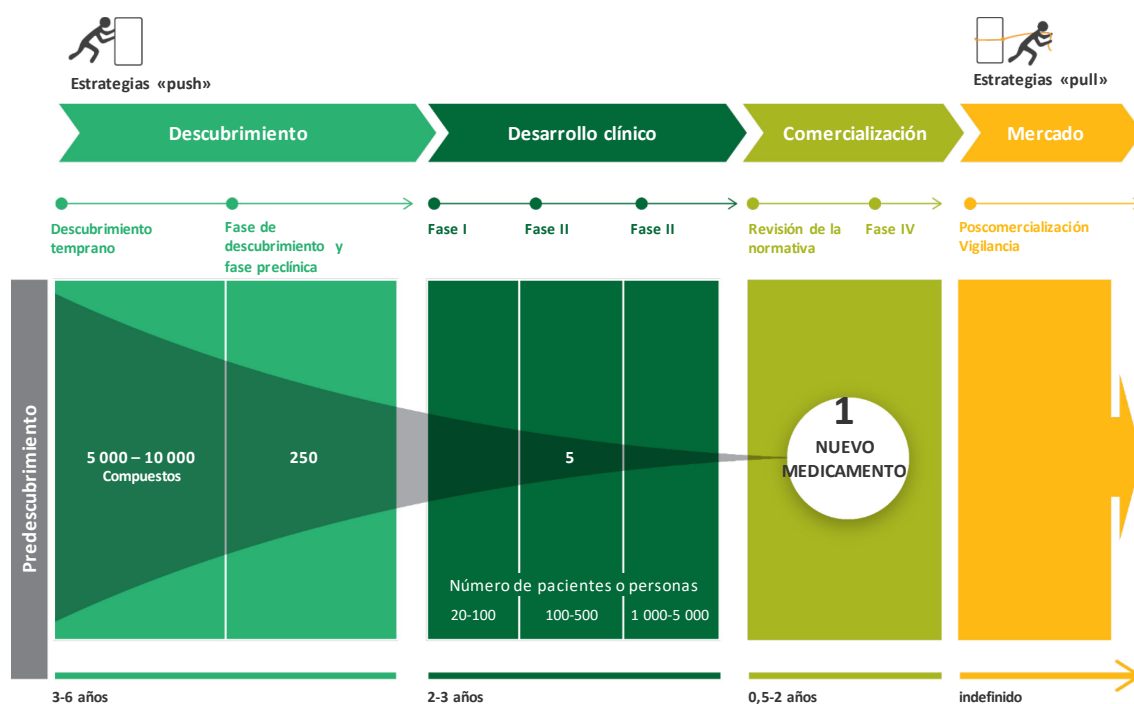 Estrategias «push»
Estrategias «pull»
Descubrimiento
Desarrollo clínico
Comercialización
Mercado
Descubrimiento
temprano
Fase de
descubrimiento y
fase preclínica
Fase I
Fase II
Fase II
Revisión de la
normativa
Fase IV
Poscomercialización
Vigilancia
Predescubrimiento
5 000 – 10 000
Compuestos
250
5
1
NUEVO
MEDICAMENTO
Número de pacientes o personas
20-100
100-500
1 000-5 000
3-6 años
2-3 años
0,5-2 años
indefinido